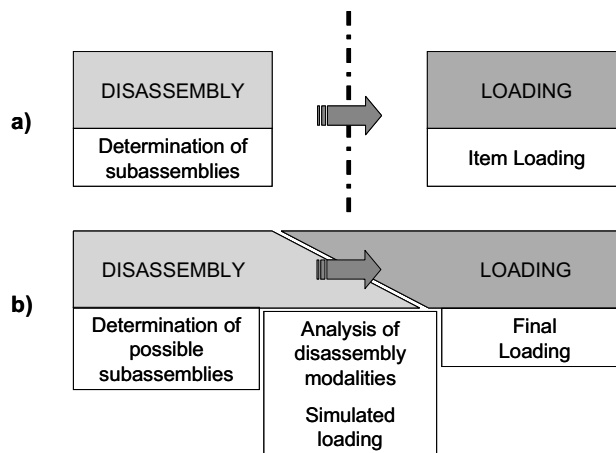 a)
DISASSEMBLY
LOADING
Determination of
subassemblies
Item Loading
b)
DISASSEMBLY
LOADING
Determination of
possible
subassemblies
Analysis of
disassembly
modalities
Simulated
loading
Final
Loading